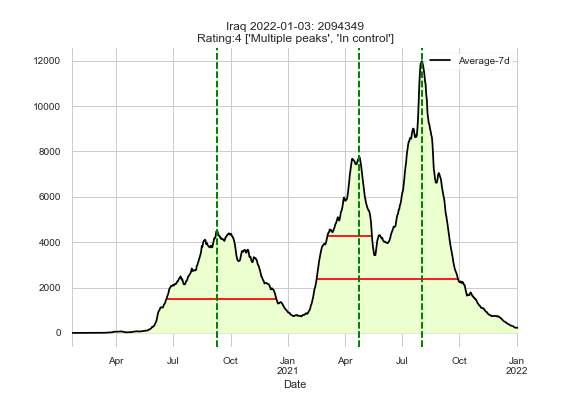 Iraq 2022-01-03: 2094349
Rating:4 ['Multiple peaks', 'In control']
Average-7d
12000
10000
8000
6000
4000
2000
0
Apr Jul Oct Jan Apr Jul Oct Jan
2021 2022
Date